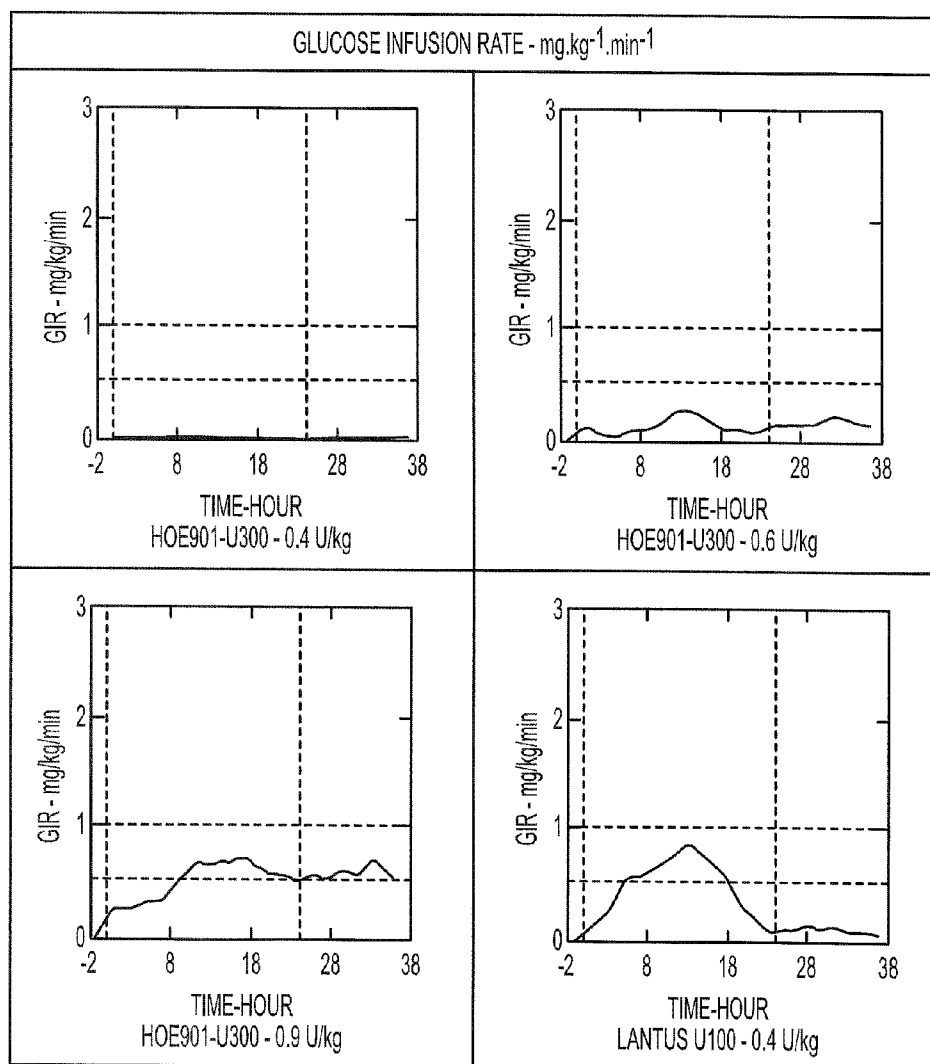 GLUCOSE INFUSION RATE - mg.kg⁻¹.min⁻¹
3
2
1
0
GIR - mg/kg/min
-2 8 18 28 38
TIME-HOUR
HOE901-U300 - 0.4 U/kg
3
2
1
0
GIR - mg/kg/min
-2 8 18 28 38
TIME-HOUR
HOE901-U300 - 0.6 U/kg
3
2
1
0
GIR - mg/kg/min
-2 8 18 28 38
TIME-HOUR
HOE901-U300 - 0.9 U/kg
3
2
1
0
GIR - mg/kg/min
-2 8 18 28 38
TIME-HOUR
LANTUS U100 - 0.4 U/kg